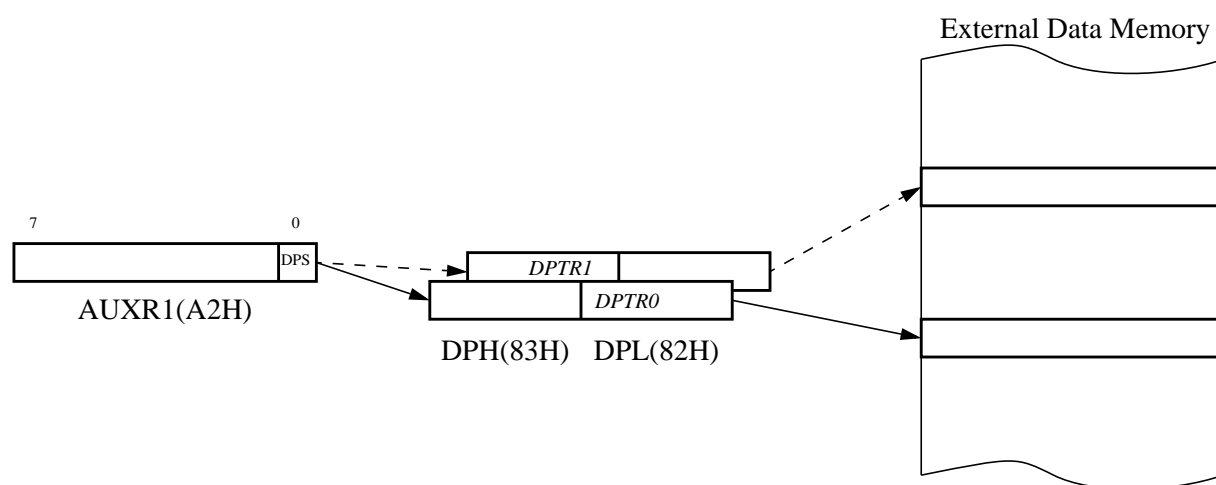 External Data Memory
7 0
DPS
DPTR1
AUXR1(A2H)
DPTR0
DPH(83H) DPL(82H)